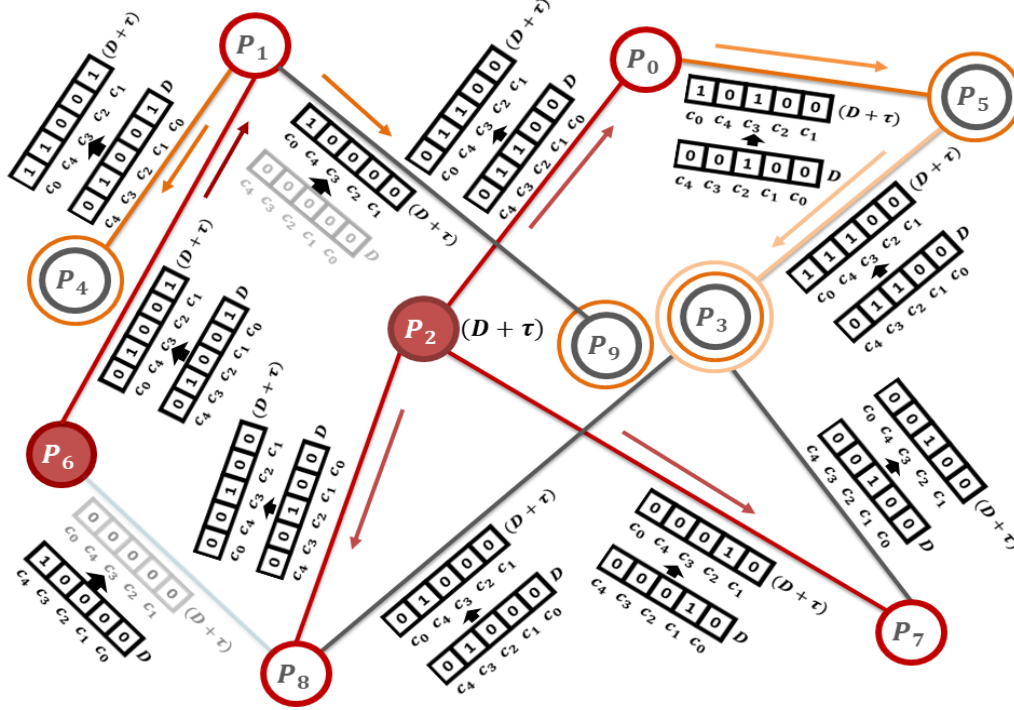 P₁
P₀
P₅
1 1 0 0 1 (D + τ)
c₀ c₄ c₃ c₂ c₁
0 1 0 0 1 D
c₄ c₃ c₂ c₁ c₀
1 0 0 0 0 (D + τ)
c₀ c₄ c₃ c₂ c₁
0 0 0 0 0 D
c₄ c₃ c₂ c₁ c₀
0 1 1 0 0 (D + τ)
c₀ c₄ c₃ c₂ c₁
0 1 1 0 0 D
c₄ c₃ c₂ c₁ c₀
1 0 1 0 0 (D + τ)
c₀ c₄ c₃ c₂ c₁
0 0 1 0 0 D
c₄ c₃ c₂ c₁ c₀
1 1 1 0 0 (D + τ)
c₀ c₄ c₃ c₂ c₁
0 1 1 0 0 D
c₄ c₃ c₂ c₁ c₀
P₄
P₂ (D + τ)
P₉
P₃
0 1 0 0 1 (D + τ)
c₀ c₄ c₃ c₂ c₁
0 1 0 0 1 D
c₄ c₃ c₂ c₁ c₀
P₆
0 0 1 0 0 (D + τ)
c₀ c₄ c₃ c₂ c₁
0 0 1 0 0 D
c₄ c₃ c₂ c₁ c₀
0 0 1 0 0 (D + τ)
c₀ c₄ c₃ c₂ c₁
0 0 1 0 0 D
c₄ c₃ c₂ c₁ c₀
0 0 0 0 0 (D + τ)
c₀ c₄ c₃ c₂ c₁
1 0 0 0 0 D
c₄ c₃ c₂ c₁ c₀
0 1 0 0 0 (D + τ)
c₀ c₄ c₃ c₂ c₁
0 1 0 0 0 D
c₄ c₃ c₂ c₁ c₀
0 0 0 1 0 (D + τ)
c₀ c₄ c₃ c₂ c₁
0 0 0 1 0 D
c₄ c₃ c₂ c₁ c₀
P₇
P₈